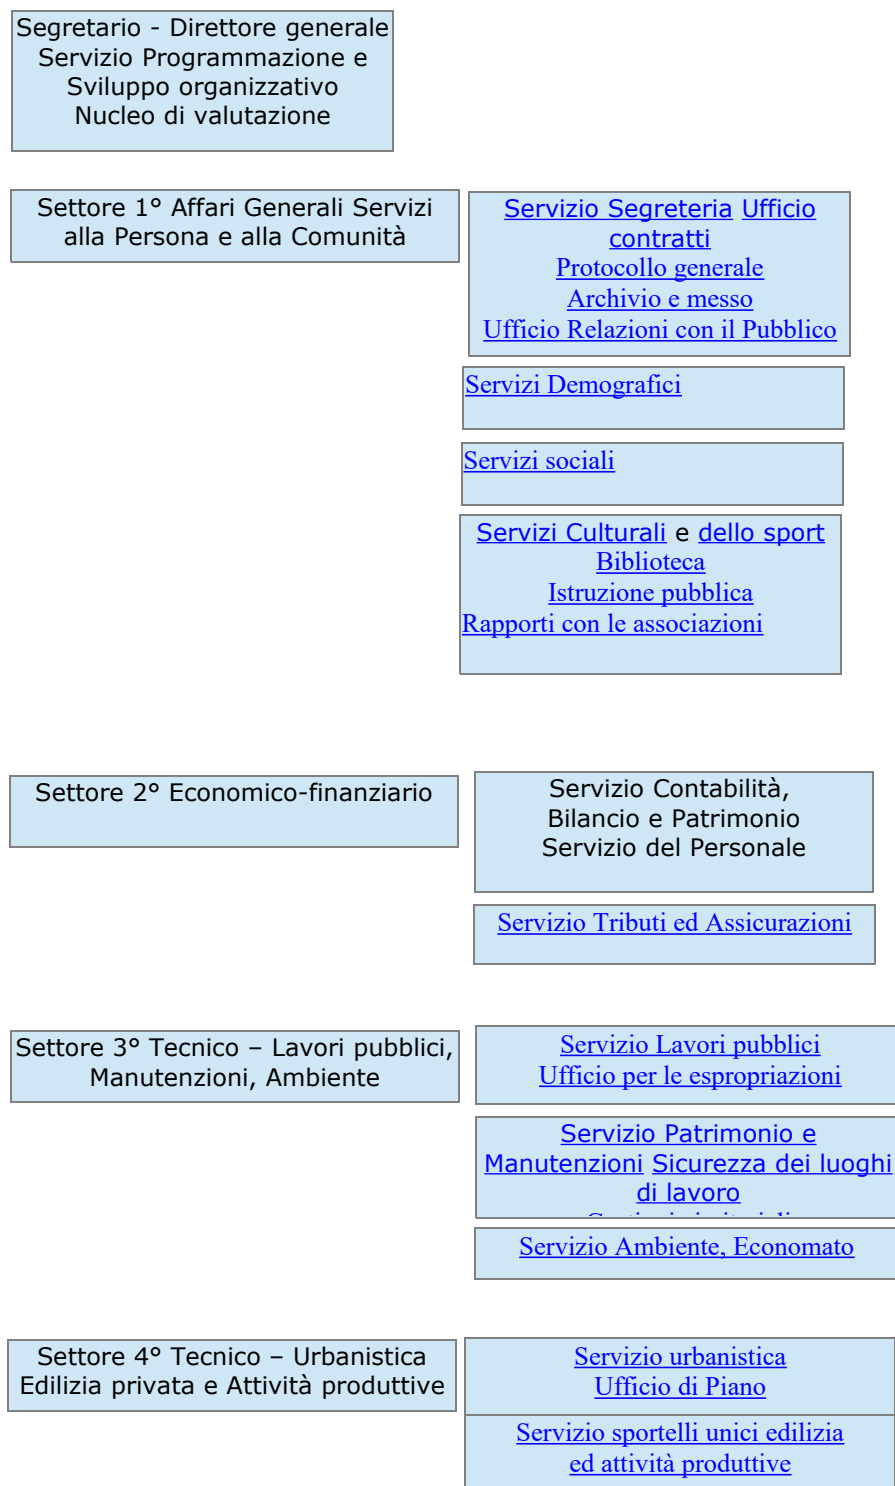 Segretario - Direttore generale
Servizio Programmazione e
Sviluppo organizzativo
Nucleo di valutazione
Settore 1° Affari Generali Servizi
alla Persona e alla Comunità
Servizio Segreteria Ufficio
contratti
Protocollo generale
Archivio e messo
Ufficio Relazioni con il Pubblico
Servizi Demografici
Servizi sociali
Servizi Culturali e dello sport
Biblioteca
Istruzione pubblica
Rapporti con le associazioni
Settore 2° Economico-finanziario
Servizio Contabilità,
Bilancio e Patrimonio
Servizio del Personale
Servizio Tributi ed Assicurazioni
Settore 3° Tecnico – Lavori pubblici,
Manutenzioni, Ambiente
Servizio Lavori pubblici
Ufficio per le espropriazioni
Servizio Patrimonio e
Manutenzioni Sicurezza dei luoghi
di lavoro
Servizio Ambiente, Economato
Settore 4° Tecnico – Urbanistica
Edilizia privata e Attività produttive
Servizio urbanistica
Ufficio di Piano
Servizio sportelli unici edilizia
ed attività produttive